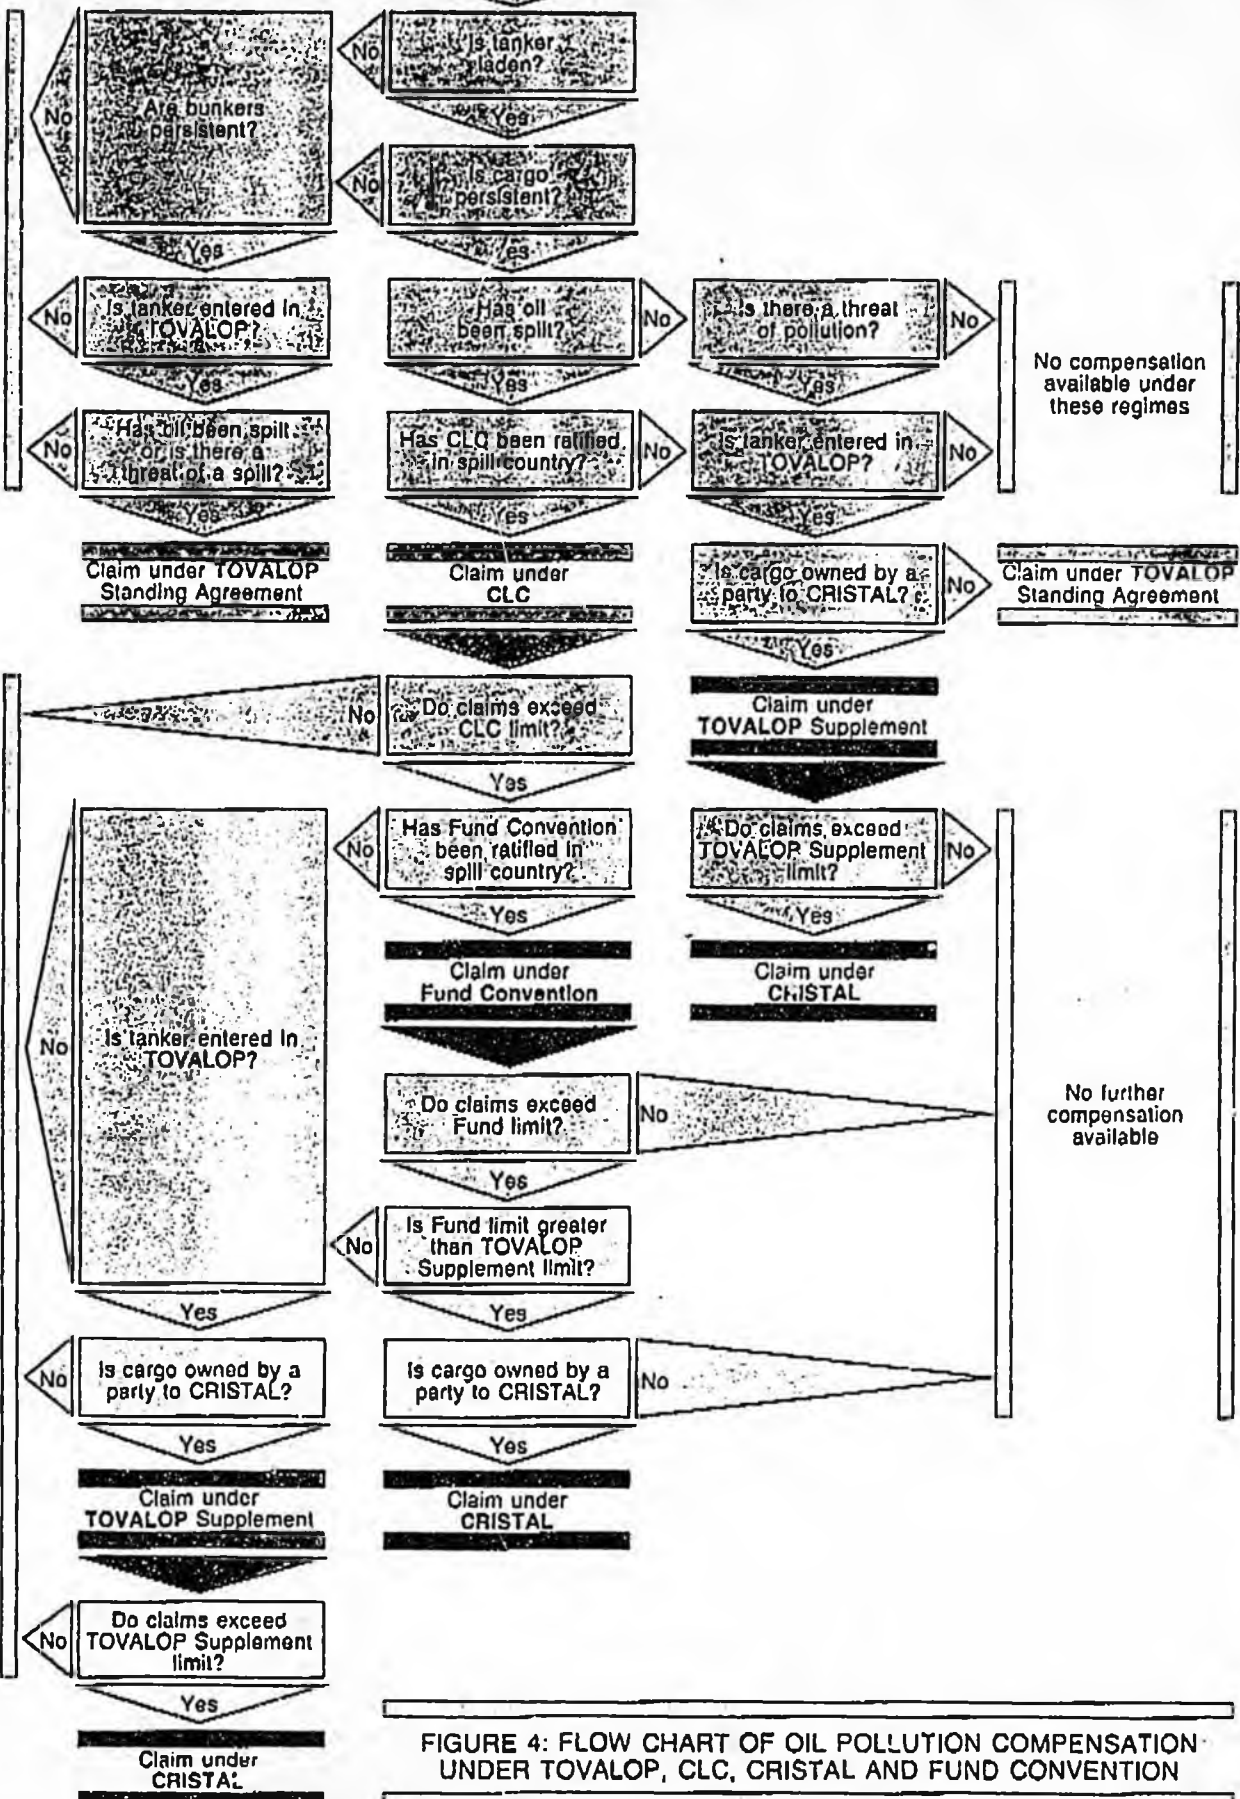 No
Is tanker
laden?
Yes
No
Are bunkers
persistent?
No
Is cargo
persistent?
Yes
Yes
No
Is tanker entered in
TOVALOP?
Has oil
been spilt?
No
Is there a threat
of pollution?
No
No compensation
available under
these regimes
Yes
Yes
Yes
No
Has oil been spilt
or is there a
threat of a spill?
Has CLC been ratified
in spill country?
No
Is tanker entered in
TOVALOP?
No
Yes
Yes
Yes
Claim under TOVALOP
Standing Agreement
Claim under
CLC
Is cargo owned by a
party to CRISTAL?
No
Claim under TOVALOP
Standing Agreement
Yes
No
Do claims exceed
CLC limit?
Claim under
TOVALOP Supplement
Yes
No
Has Fund Convention
been ratified in
spill country?
Do claims exceed
TOVALOP Supplement
limit?
No
Yes
Yes
Claim under
Fund Convention
Claim under
CRISTAL
No
Is tanker entered in
TOVALOP?
Do claims exceed
Fund limit?
No
No further
compensation
available
Yes
No
Is Fund limit greater
than TOVALOP
Supplement limit?
Yes
Yes
No
Is cargo owned by a
party to CRISTAL?
Is cargo owned by a
party to CRISTAL?
No
Yes
Yes
Claim under
TOVALOP Supplement
Claim under
CRISTAL
No
Do claims exceed
TOVALOP Supplement
limit?
Yes
Claim under
CRISTAL
FIGURE 4: FLOW CHART OF OIL POLLUTION COMPENSATION
UNDER TOVALOP, CLC, CRISTAL AND FUND CONVENTION